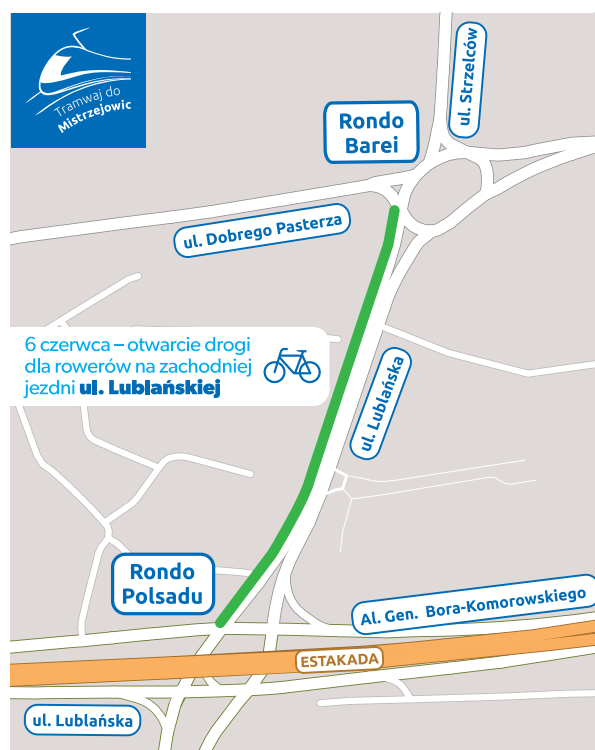 Tramwaj do
Mistrzejowic
ul. Strzelców
Rondo
Barei
ul. Dobrego Pasterza
6 czerwca – otwarcie drogi
dla rowerów na zachodniej
jezdni ul. Lublańskiej
ul. Lublańska
Rondo
Polsadu
Al. Gen. Bora-Komorowskiego
ESTAKADA
ul. Lublańska